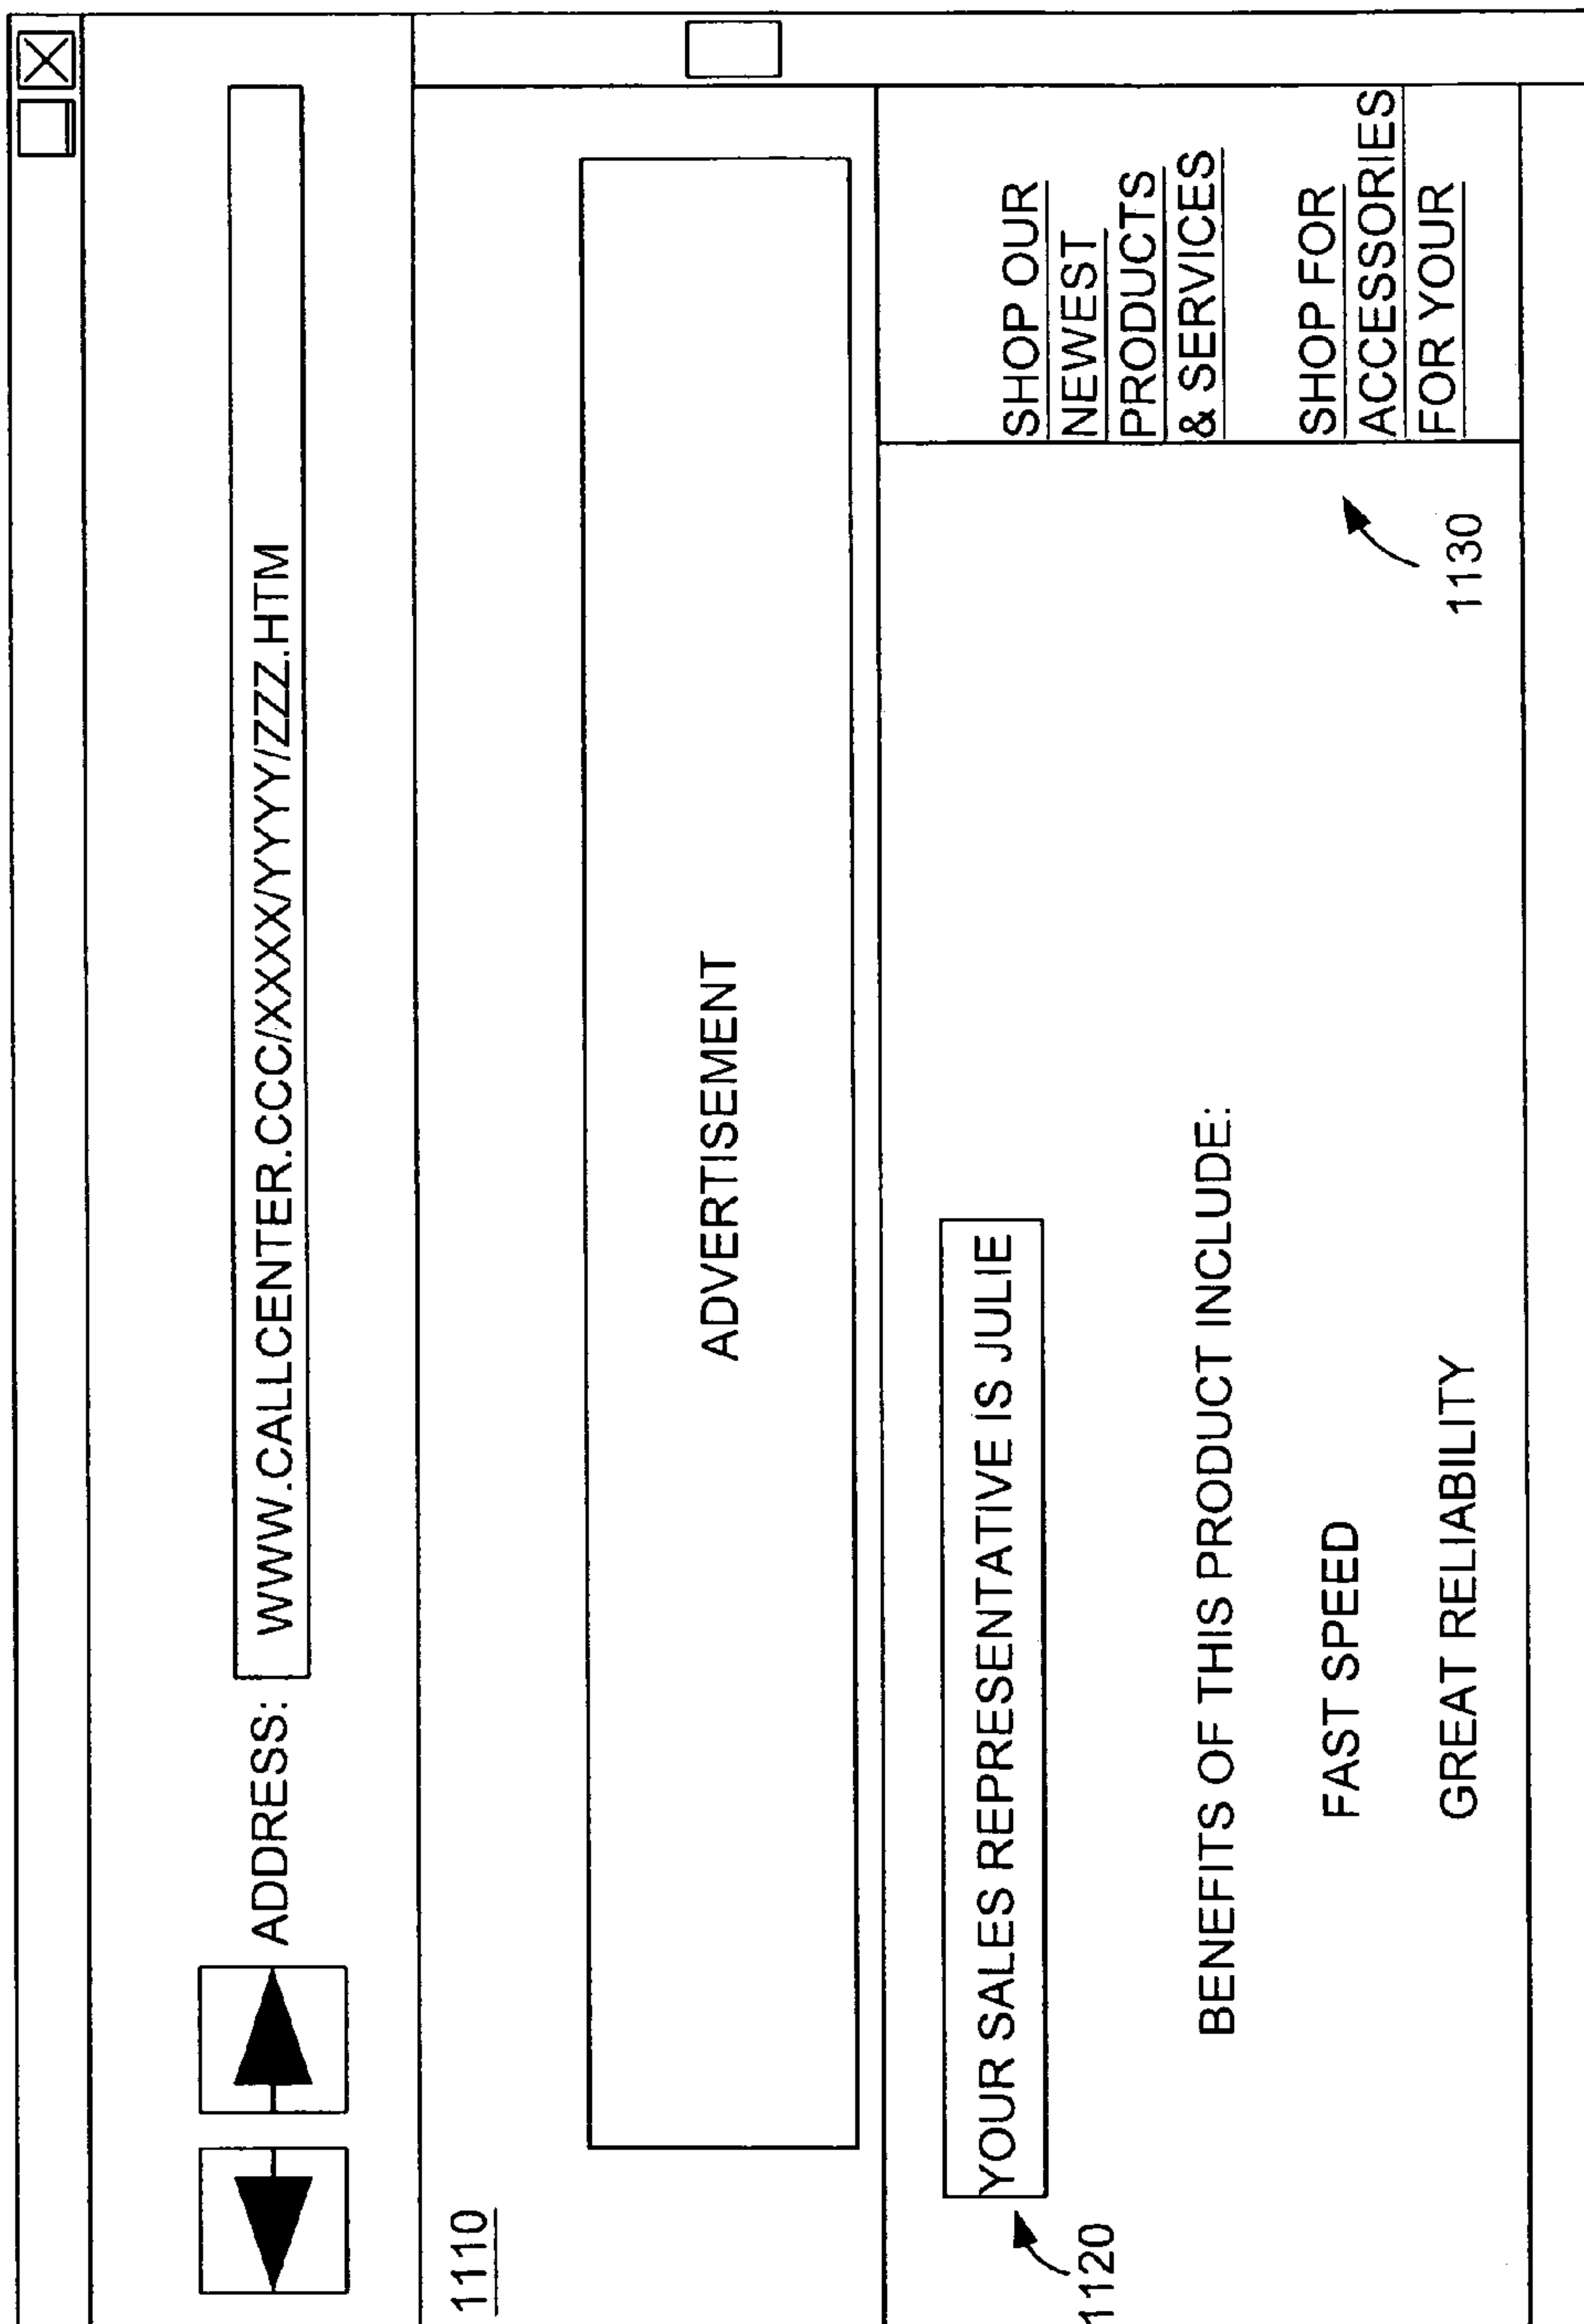 ADDRESS: WWW.CALLCENTER.CCC/XXXX/YYYY/ZZZ.HTM
1110
ADVERTISEMENT
YOUR SALES REPRESENTATIVE IS JULIE
1120
BENEFITS OF THIS PRODUCT INCLUDE:
FAST SPEED
GREAT RELIABILITY
SHOP OUR
NEWEST
PRODUCTS
& SERVICES
SHOP FOR
ACCESSORIES
FOR YOUR
1130